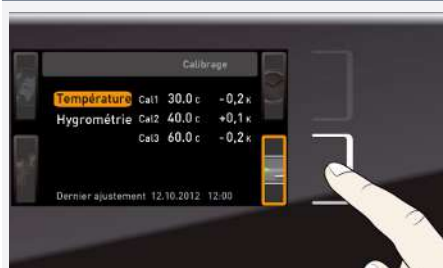 Calibrage
Température Cal1 30.0 c -0,2 K
Hygrométrie Cal2 40.0 c +0,1 K
Cal3 60.0 c -0,2 K
Dernier ajustement 12.10.2012 12:00